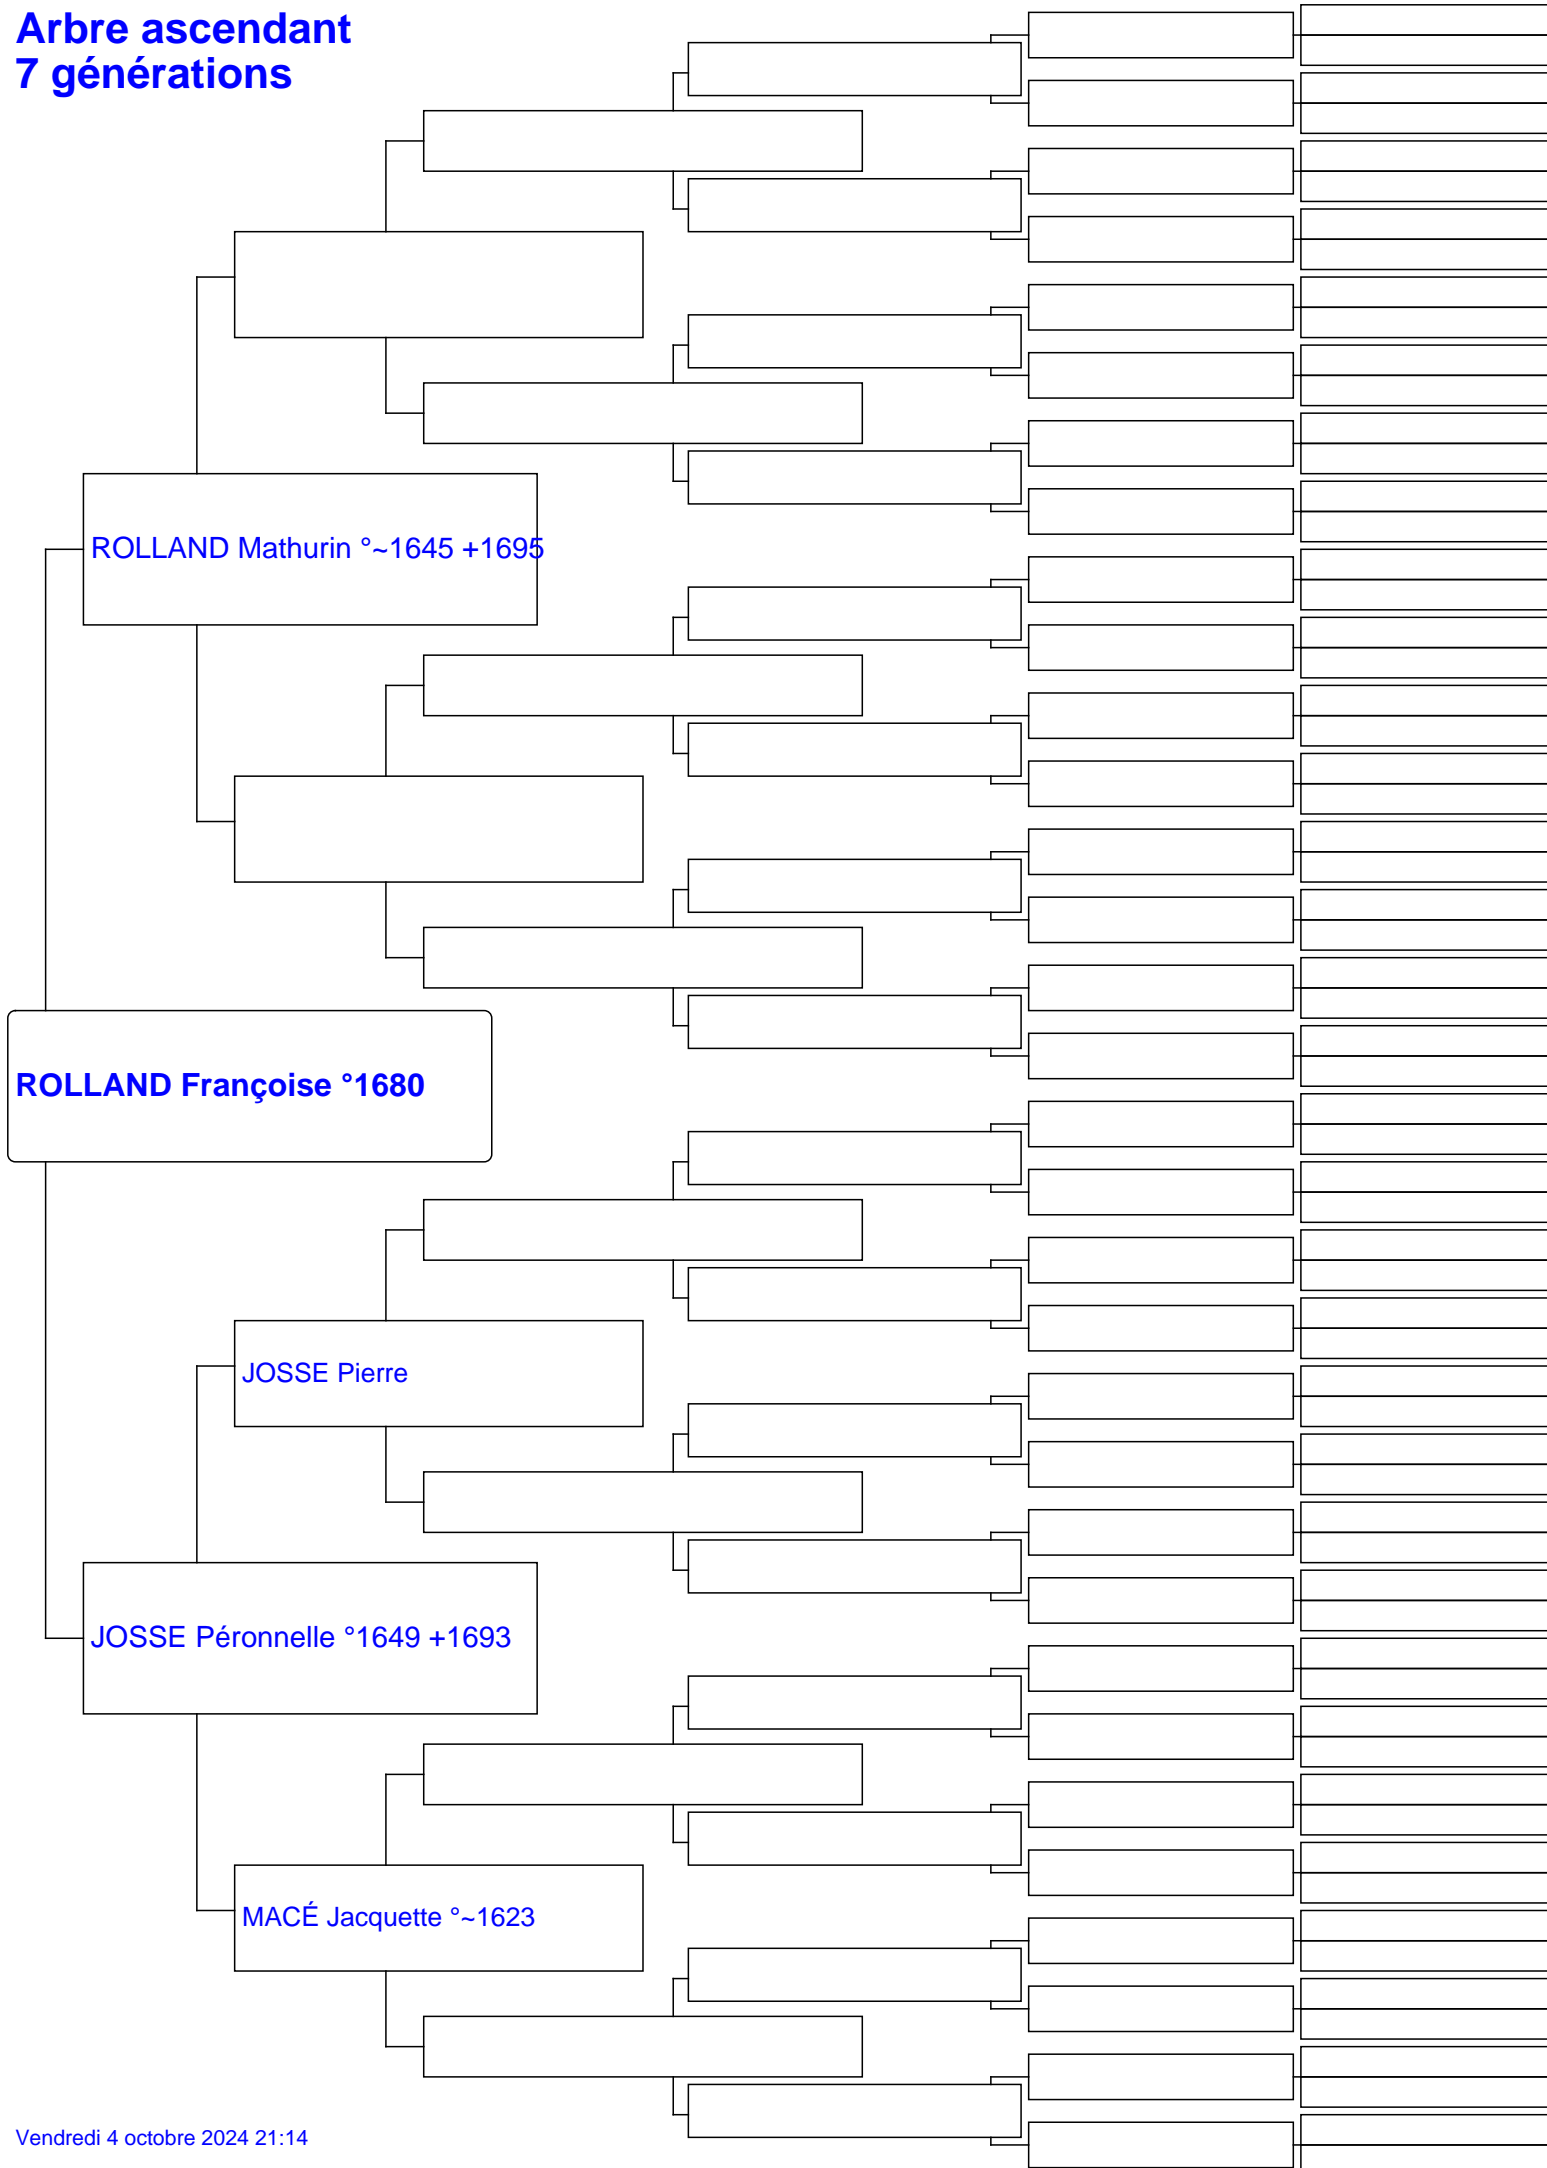 Arbre ascendant
7 générations
ROLLAND Mathurin °~1645 +1695
ROLLAND Françoise °1680
JOSSE Pierre
JOSSE Péronnelle °1649 +1693
MACÉ Jacquette °~1623
Vendredi 4 octobre 2024 21:14